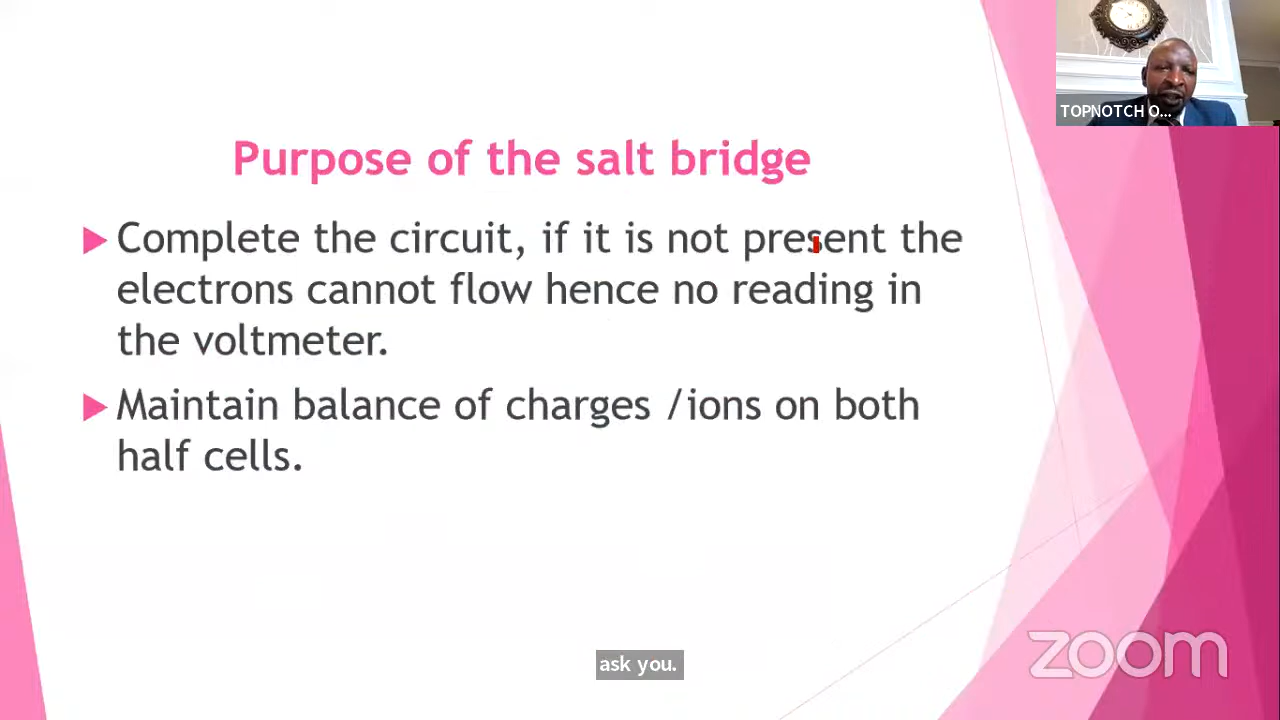 TOPNOTCH O...
Purpose of the salt bridge
Complete the circuit, if it is not present the
electrons cannot flow hence no reading in
the voltmeter.
Maintain balance of charges /ions on both
half cells.
ask you.
zoom